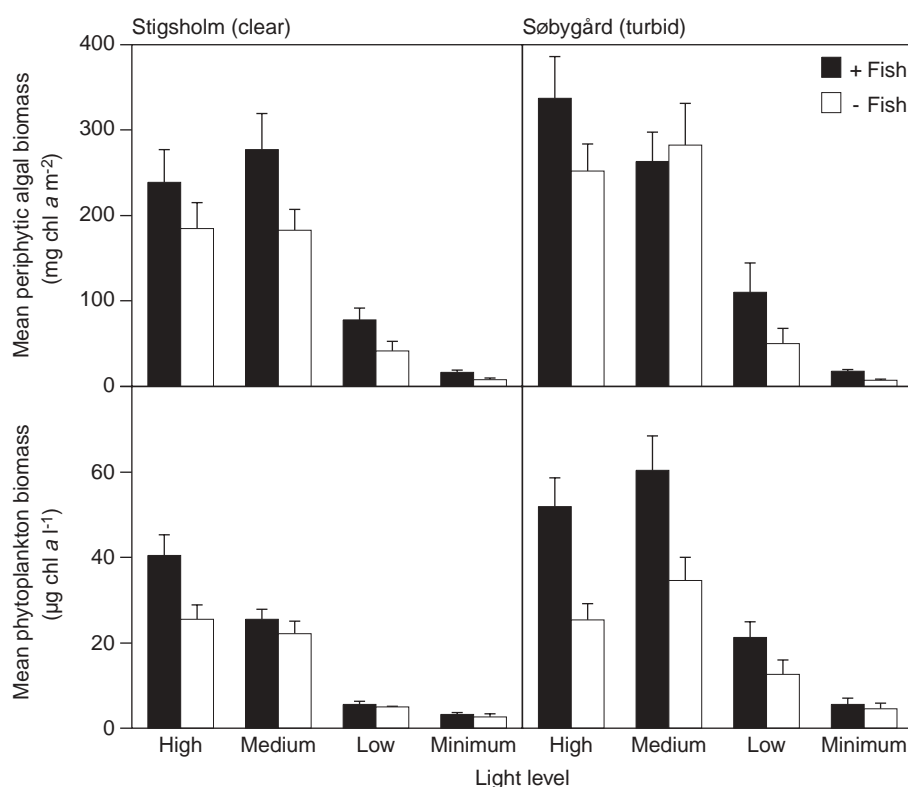 Stigsholm (clear)
Søbygård (turbid)
+ Fish
- Fish
Mean periphytic algal biomass
(mg chl a m-2)
400
300
200
100
0
Mean phytoplankton biomass
(µg chl a l-1)
60
40
20
0
High Medium Low Minimum High Medium Low Minimum
Light level